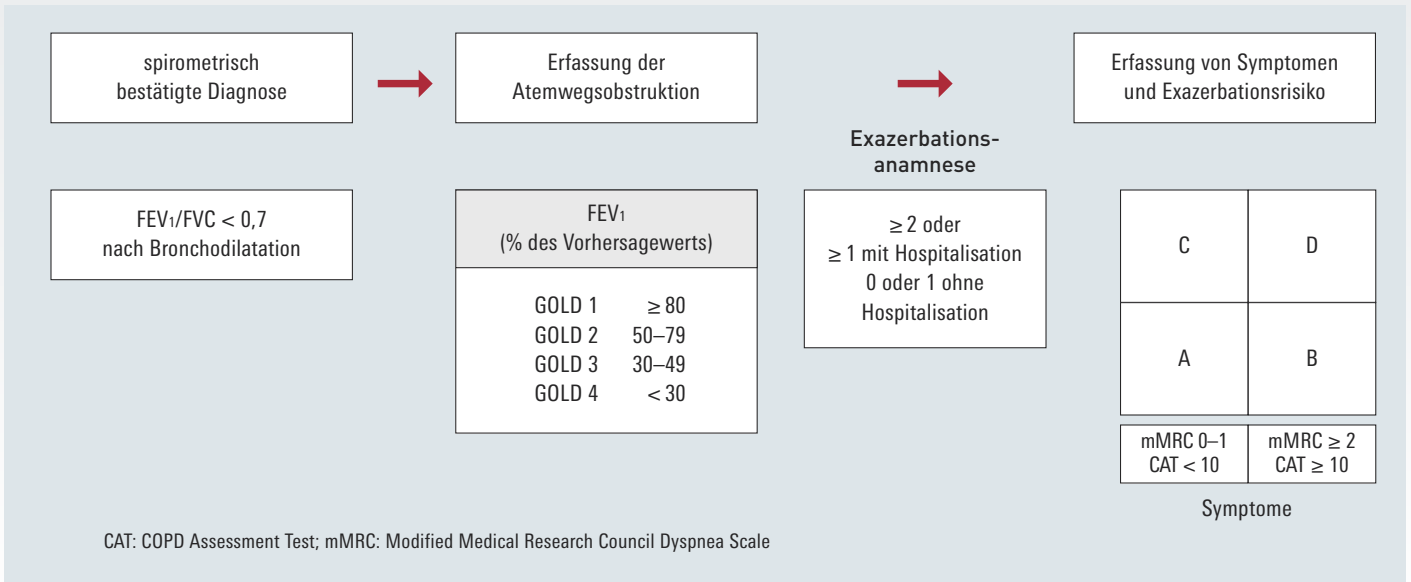 spirometrisch
bestätigte Diagnose
Erfassung der
Atemwegsobstruktion
Erfassung von Symptomen
und Exazerbationsrisiko
Exazerbations-
anamnese
FEV1/FVC < 0,7
nach Bronchodilatation
FEV1
(% des Vorhersagewerts)
GOLD 1 ≥ 80
GOLD 2 50–79
GOLD 3 30–49
GOLD 4 < 30
≥ 2 oder
≥ 1 mit Hospitalisation
0 oder 1 ohne
Hospitalisation
C D
A B
mMRC 0–1 mMRC ≥ 2
CAT < 10 CAT ≥ 10
Symptome
CAT: COPD Assessment Test; mMRC: Modified Medical Research Council Dyspnea Scale